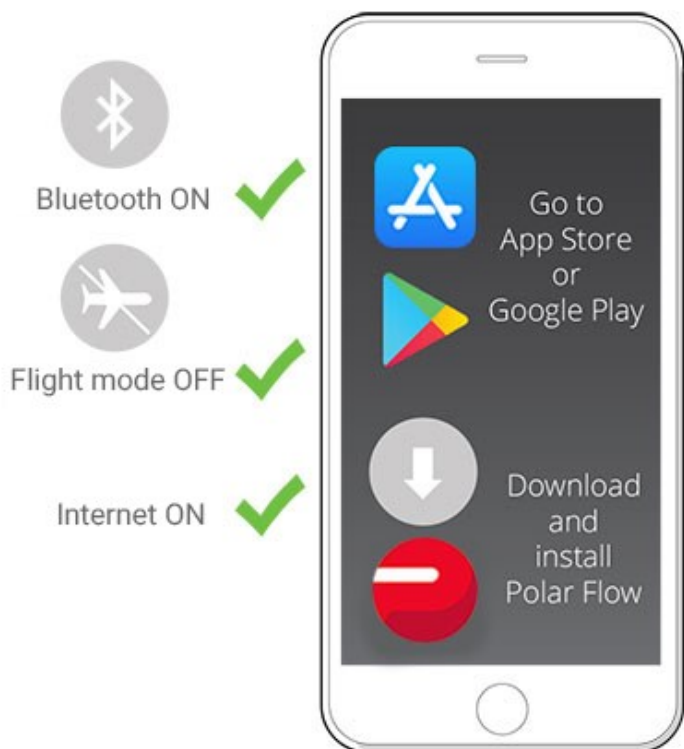 Bluetooth ON
Flight mode OFF
Internet ON
Go to
App Store
or
Google Play
Download
and
install
Polar Flow